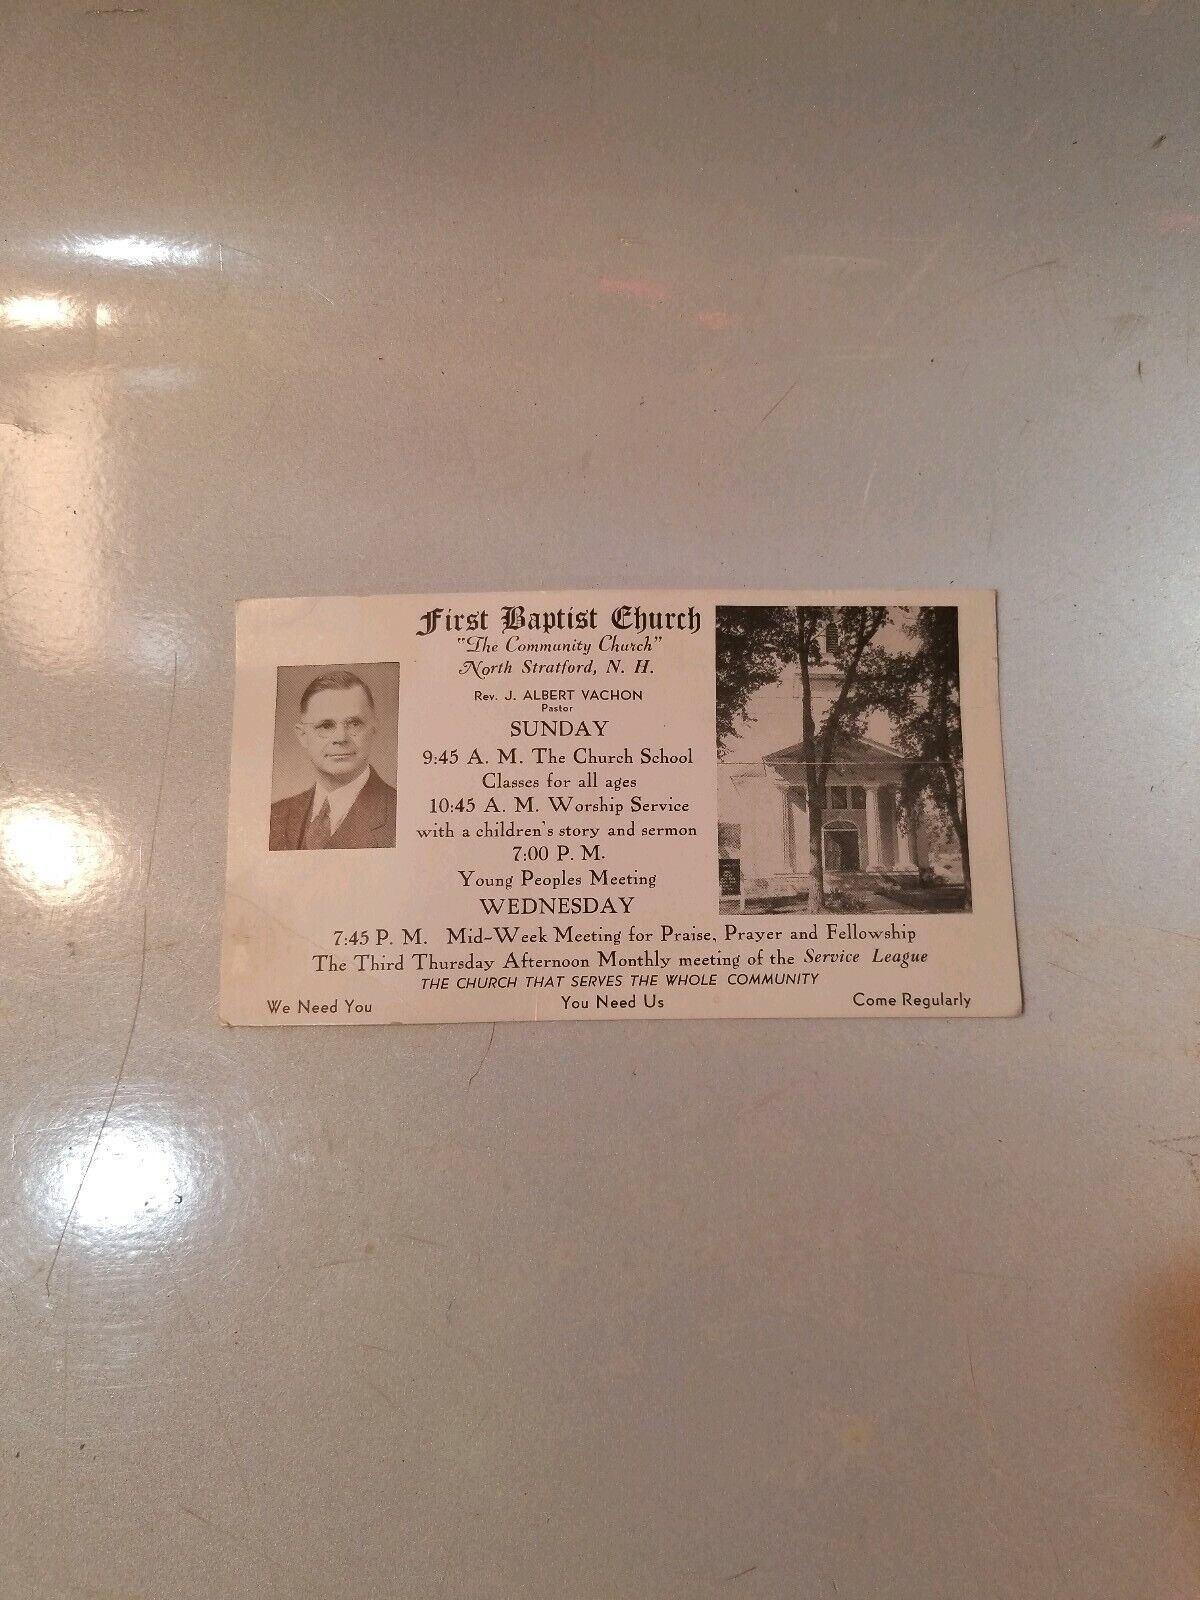 First Baptist Church
"The Community Church"
North Stratford, N. H.
Rev. J. ALBERT VACHON
Pastor
SUNDAY
9:45 A. M. The Church School
Classes for all ages
10:45 A. M. Worship Service
with a children's story and sermon
7:00 P. M.
Young Peoples Meeting
WEDNESDAY
7:45 P. M. Mid-Week Meeting for Praise, Prayer and Fellowship
The Third Thursday Afternoon Monthly meeting of the Service League
THE CHURCH THAT SERVES THE WHOLE COMMUNITY
We Need You You Need Us Come Regularly